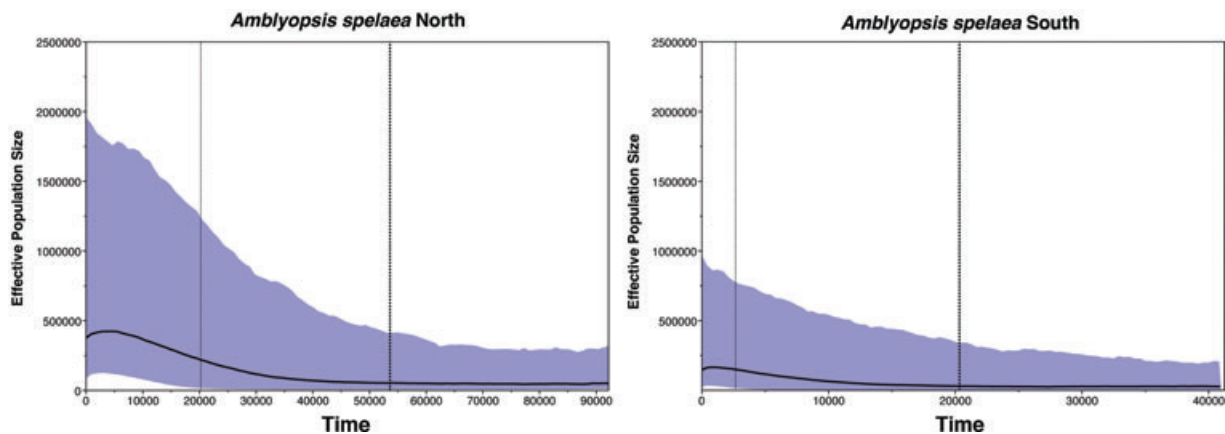 Amblyopsis spelaea North
Effective Population Size
2500000
2000000
1500000
1000000
500000
0
0 10000 20000 30000 40000 50000 60000 70000 80000 90000
Time
Amblyopsis spelaea South
Effective Population Size
2500000
2000000
1500000
1000000
500000
0
0 10000 20000 30000 40000
Time